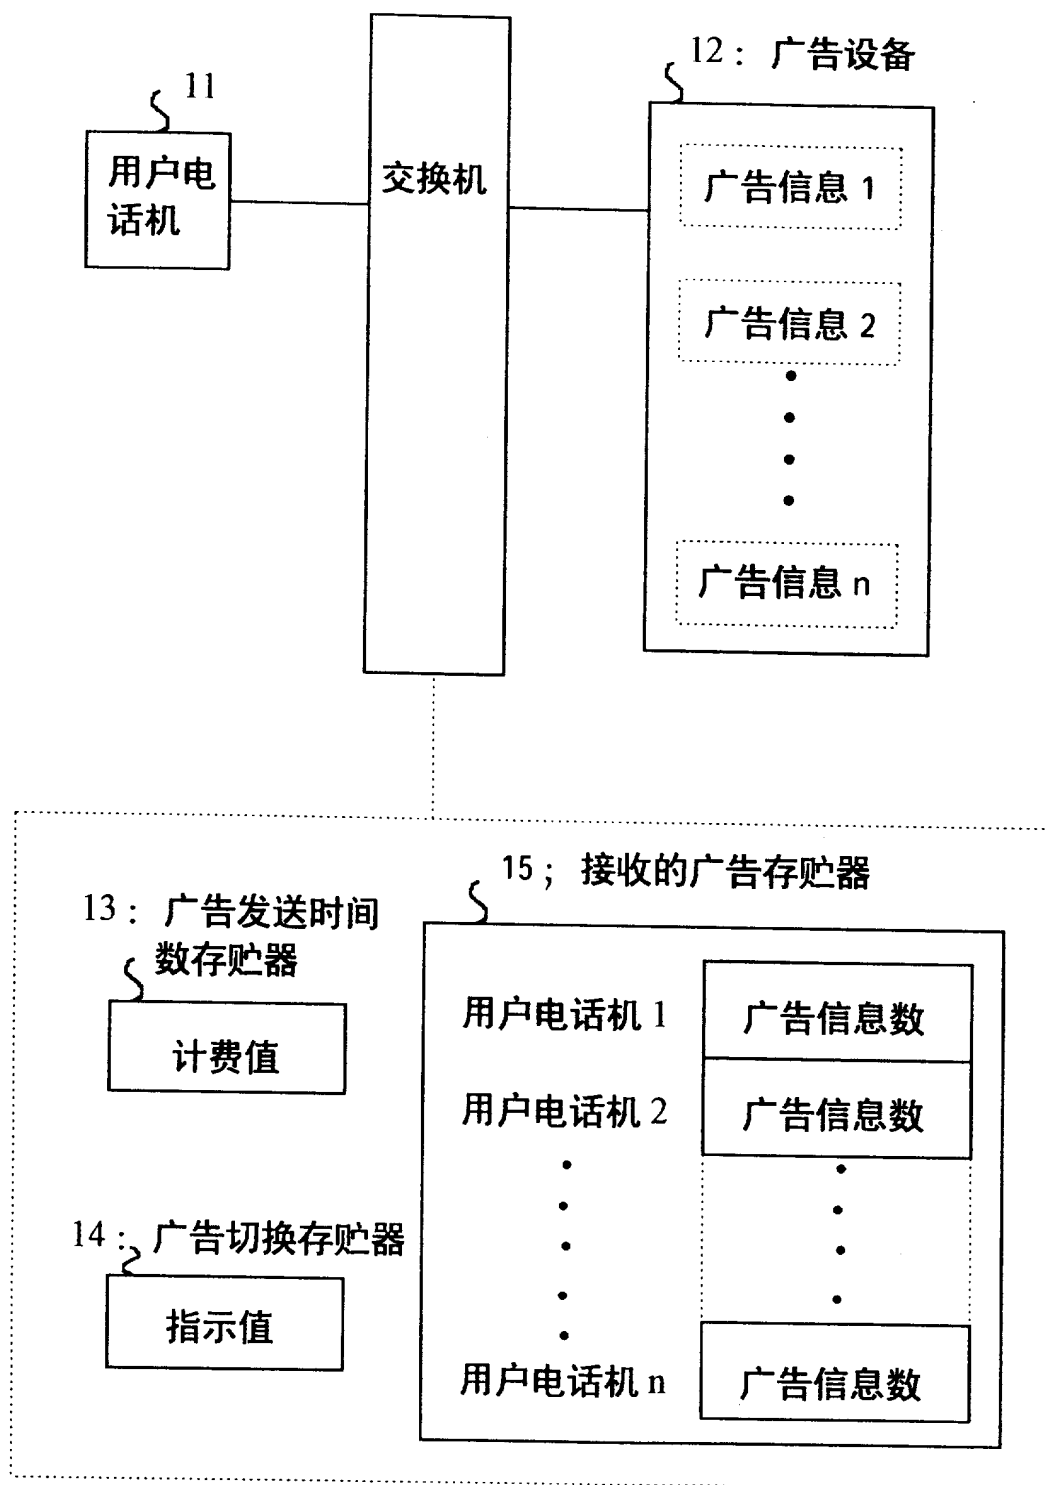 11
用户电
话机
交换机
12：广告设备
广告信息 1
广告信息 2
广告信息 n
13：广告发送时间
数存贮器
计费值
14：广告切换存贮器
指示值
15；接收的广告存贮器
用户电话机 1 广告信息数
用户电话机 2 广告信息数
用户电话机 n 广告信息数